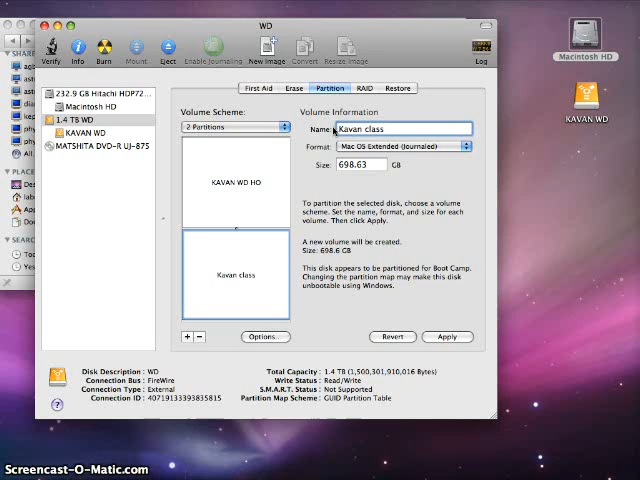 WD
Verify
Info
Burn
Mount
Eject
Enable Journaling
New Image
Convert
Resize Image
Log
232.9 GB Hitachi HDP72...
Macintosh HD
1.4 TB WD
KAVAN WD
MATSHITA DVD-R UJ-875
First Aid
Erase
Partition
RAID
Restore
Volume Scheme:
2 Partitions
KAVAN WD HO
Kavan class
Volume Information
Name: Kavan class
Format: Mac OS Extended (Journaled)
Size: 698.63 GB
To partition the selected disk, choose a volume
scheme. Set the name, format, and size for each
volume. Then click Apply.
A new volume will be created.
Size: 698.6 GB
This disk appears to be partitioned for Boot Camp.
Changing the partition map may make this disk
unbootable using Windows.
Options...
Revert
Apply
Disk Description : WD
Connection Bus : FireWire
Connection Type : External
Connection ID : 40719133393835815
Total Capacity : 1.4 TB (1,500,301,910,016 Bytes)
Write Status : Read/Write
S.M.A.R.T. Status : Not Supported
Partition Map Scheme : GUID Partition Table
Macintosh HD
KAVAN WD
SHAR
All
PLAC
SEARC
Yes
Screencast-O-Matic.com